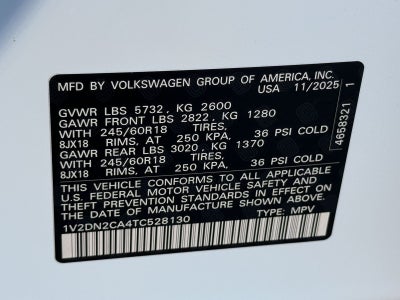 MFD BY VOLKSWAGEN GROUP OF AMERICA, INC.
USA 11/2025
GVWR LBS 5732, KG 2600
GAWR FRONT LBS 2822, KG 1280
WITH 245/60R18 TIRES,
8JX18 RIMS, AT 250 KPA, 36 PSI COLD
GAWR REAR LBS 3020, KG 1370
WITH 245/60R18 TIRES,
8JX18 RIMS, AT 250 KPA, 36 PSI COLD
THIS VEHICLE CONFORMS TO ALL APPLICABLE
U.S. FEDERAL MOTOR VEHICLE SAFETY AND
THEFT PREVENTION STANDARDS IN EFFECT ON
THE DATE OF MANUFACTURE SHOWN ABOVE.
1V2DN2CA4TC528130 TYPE: MPV
4658321 1